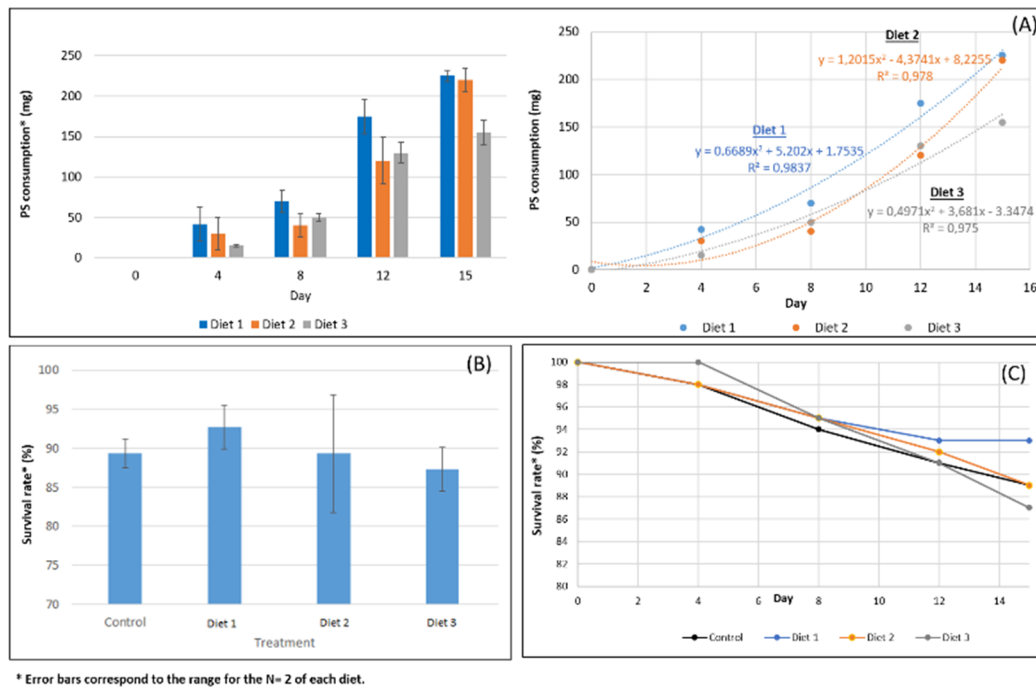 (A)
250
200
150
100
50
0
PS consumption* (mg)
0 4 8 12 15
Day
Diet 1 Diet 2 Diet 3
250
200
150
100
50
0
PS consumption (mg)
Diet 2
y = 1,2015x² - 4,3741x + 8,2255
R² = 0,978
Diet 1
y = 0.6689x² + 5.202x + 1.7535
R² = 0,9837
Diet 3
y = 0,4971x² + 3,681x - 3.3474
R² = 0,975
0 2 4 6 8 10 12 14 16
Day
Diet 1 Diet 2 Diet 3
(B)
100
95
90
85
80
75
70
Survival rate* (%)
Control Diet 1 Diet 2 Diet 3
Treatment
(C)
100
98
96
94
92
90
88
86
84
82
80
Survival rate* (%)
0 2 4 6 8 10 12 14
Day
Control Diet 1 Diet 2 Diet 3
* Error bars correspond to the range for the N= 2 of each diet.